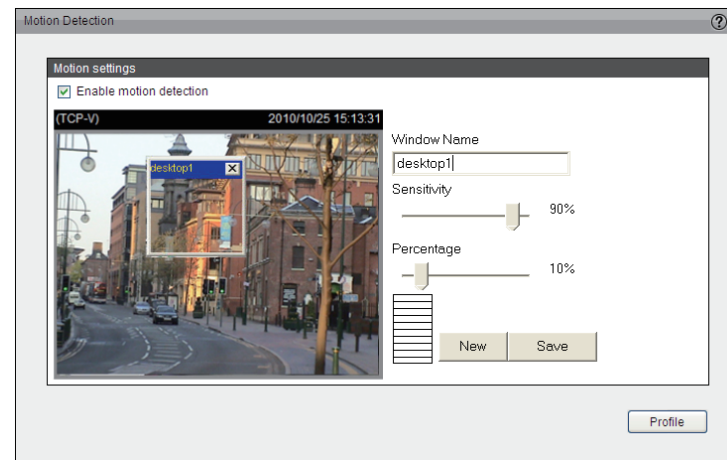 Motion Detection
?
Motion settings
Enable motion detection
(TCP-V) 2010/10/25 15:13:31
desktop1
Window Name
desktop1
Sensitivity
90%
Percentage
10%
New Save
Profile